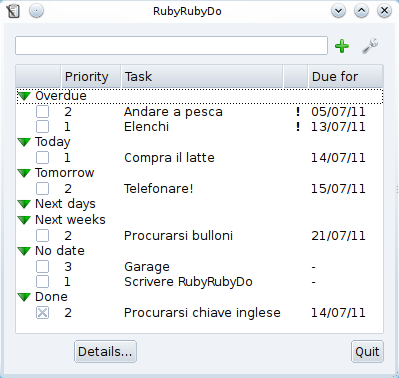 RubyRubyDo
Priority Task Due for
Overdue
2 Andare a pesca ! 05/07/11
1 Elenchi ! 13/07/11
Today
1 Compra il latte 14/07/11
Tomorrow
2 Telefonare! 15/07/11
Next days
Next weeks
2 Procurarsi bulloni 21/07/11
No date
3 Garage -
1 Scrivere RubyRubyDo -
Done
2 Procurarsi chiave inglese 14/07/11
Details... Quit